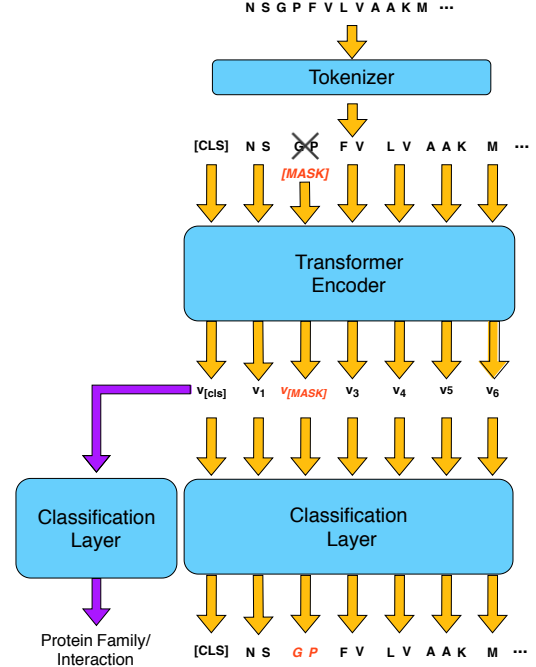 N S G P F V L V A A K M ···
Tokenizer
[CLS] N S G P F V L V A A K M ···
[MASK]
Transformer
Encoder
v[cls] v1 v[MASK] v3 v4 v5 v6
Classification
Layer
Classification
Layer
Protein Family/
Interaction
[CLS] N S G P F V L V A A K M ···